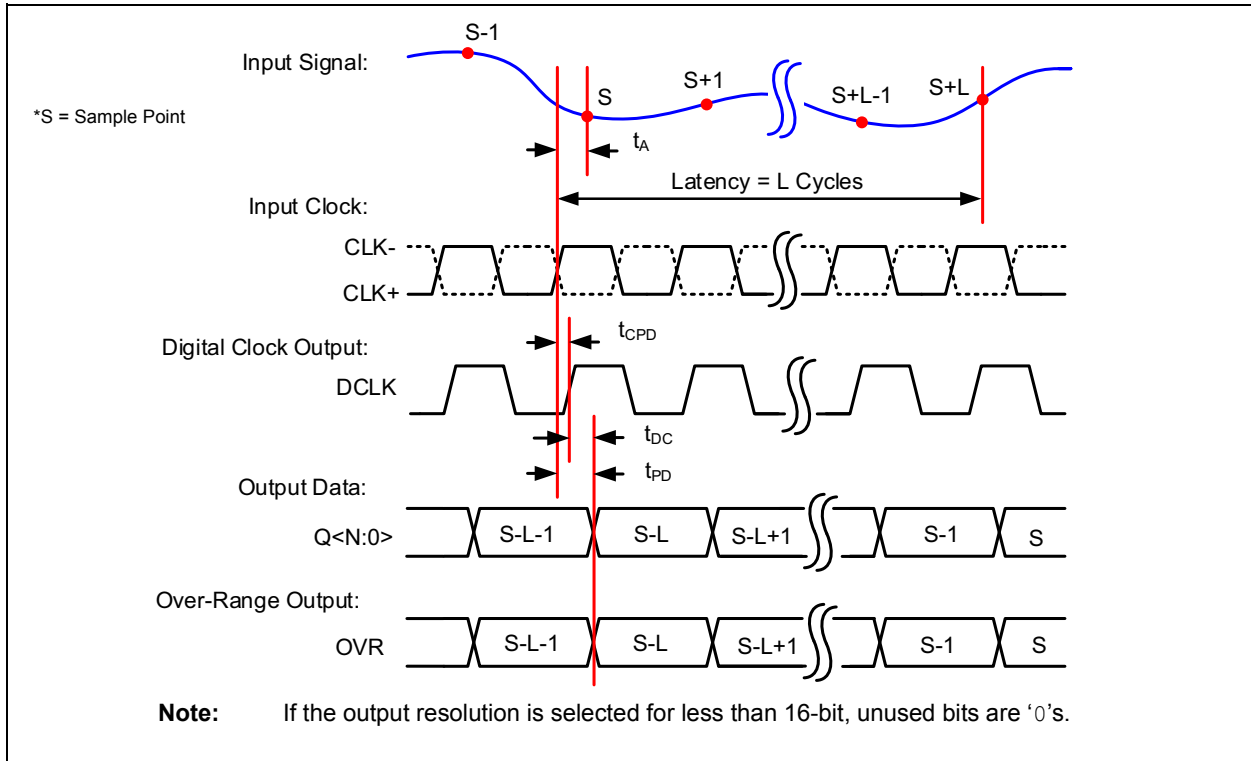 S-1
Input Signal:
S
S+1
S+L-1
S+L
*S = Sample Point
tA
Latency = L Cycles
Input Clock:
CLK-
CLK+
tCPD
Digital Clock Output:
DCLK
tDC
tPD
Output Data:
Q<N:0> S-L-1 S-L S-L+1 S-1 S
Over-Range Output:
OVR S-L-1 S-L S-L+1 S-1 S
Note: If the output resolution is selected for less than 16-bit, unused bits are ‘0’s.